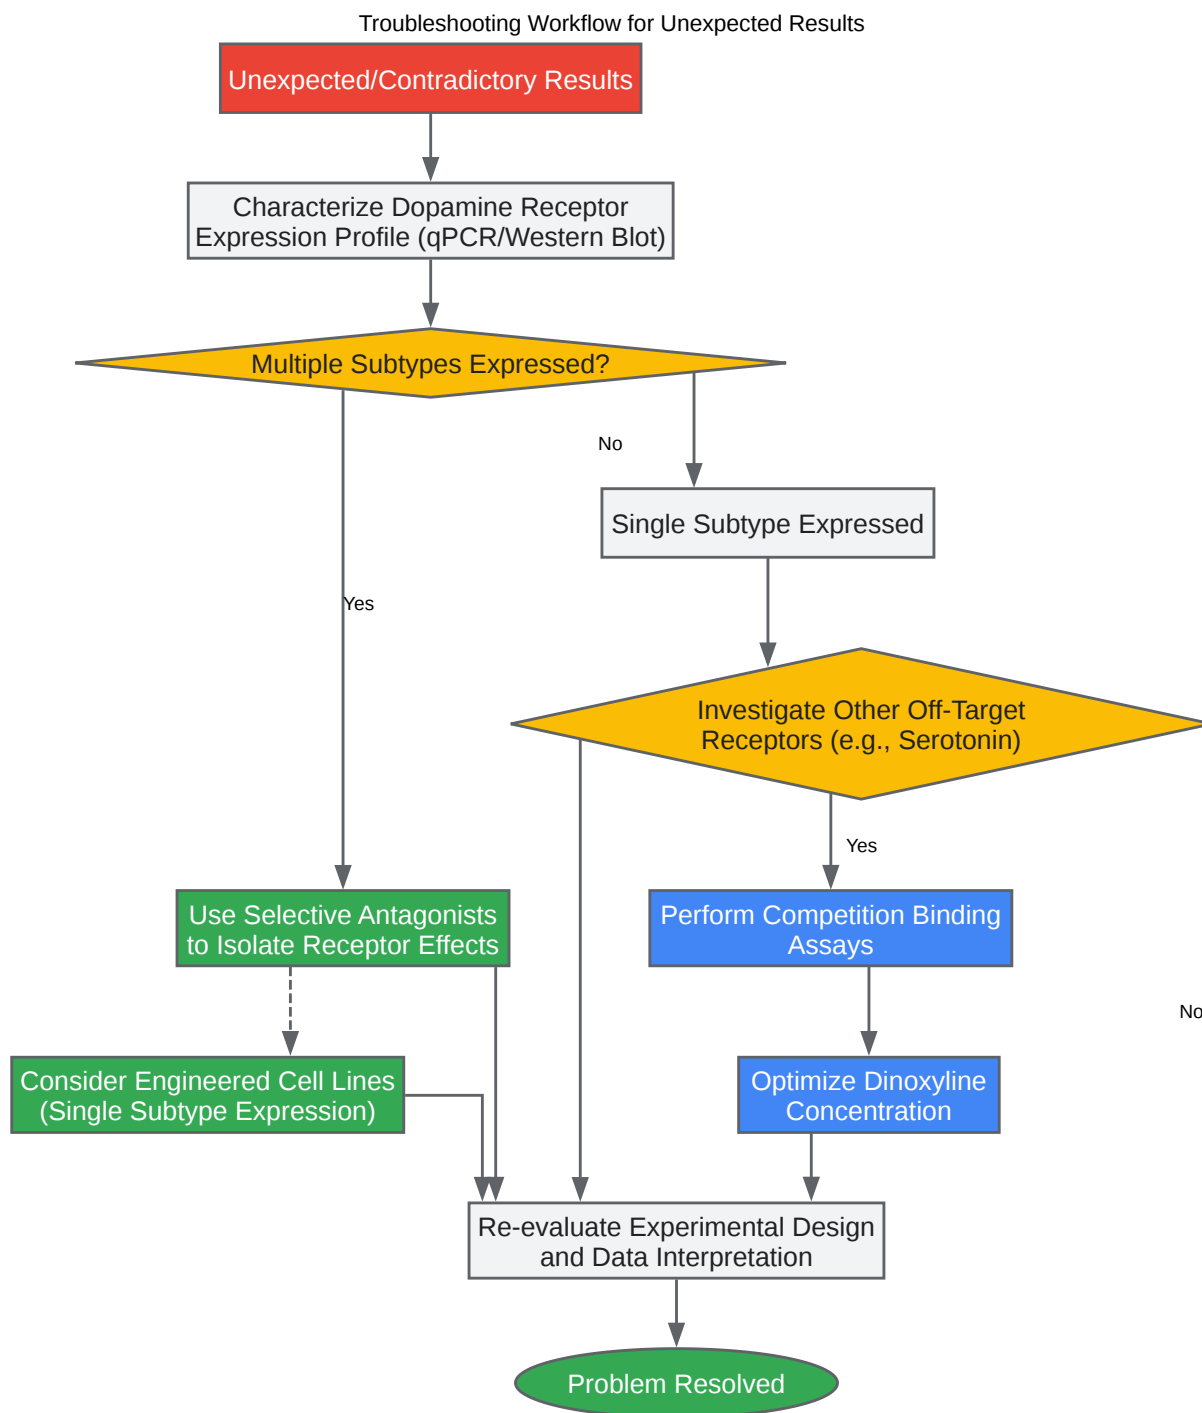 Troubleshooting Workflow for Unexpected Results
Unexpected/Contradictory Results
Characterize Dopamine Receptor
Expression Profile (qPCR/Western Blot)
Multiple Subtypes Expressed?
No
Single Subtype Expressed
Yes
Investigate Other Off-Target
Receptors (e.g., Serotonin)
Yes
Use Selective Antagonists
to Isolate Receptor Effects
Perform Competition Binding
Assays
No
Consider Engineered Cell Lines
(Single Subtype Expression)
Optimize Dinoxyline
Concentration
Re-evaluate Experimental Design
and Data Interpretation
Problem Resolved